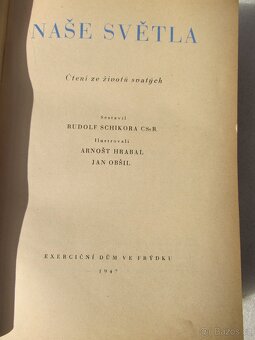 NAŠE SVĚTLA
Čtení ze životů svatých
Sestavil
RUDOLF SCHIKORA CSsR
Ilustrovali
ARNOŠT HRABAL
JAN OBŠIL
EXERCIČNÍ DŮM VE FRÝDKU
1947